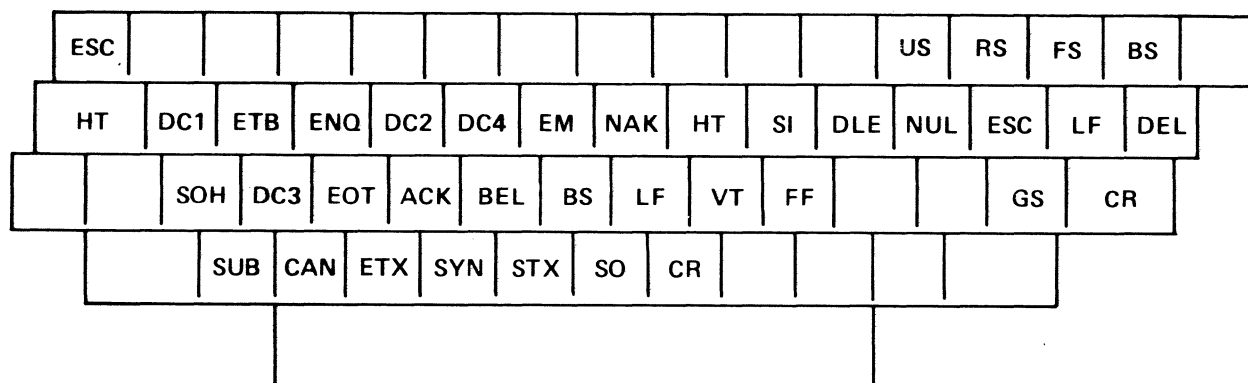 ESC US RS FS BS
HT DC1 ETB ENQ DC2 DC4 EM NAK HT SI DLE NUL ESC LF DEL
SOH DC3 EOT ACK BEL BS LF VT FF GS CR
SUB CAN ETX SYN STX SO CR